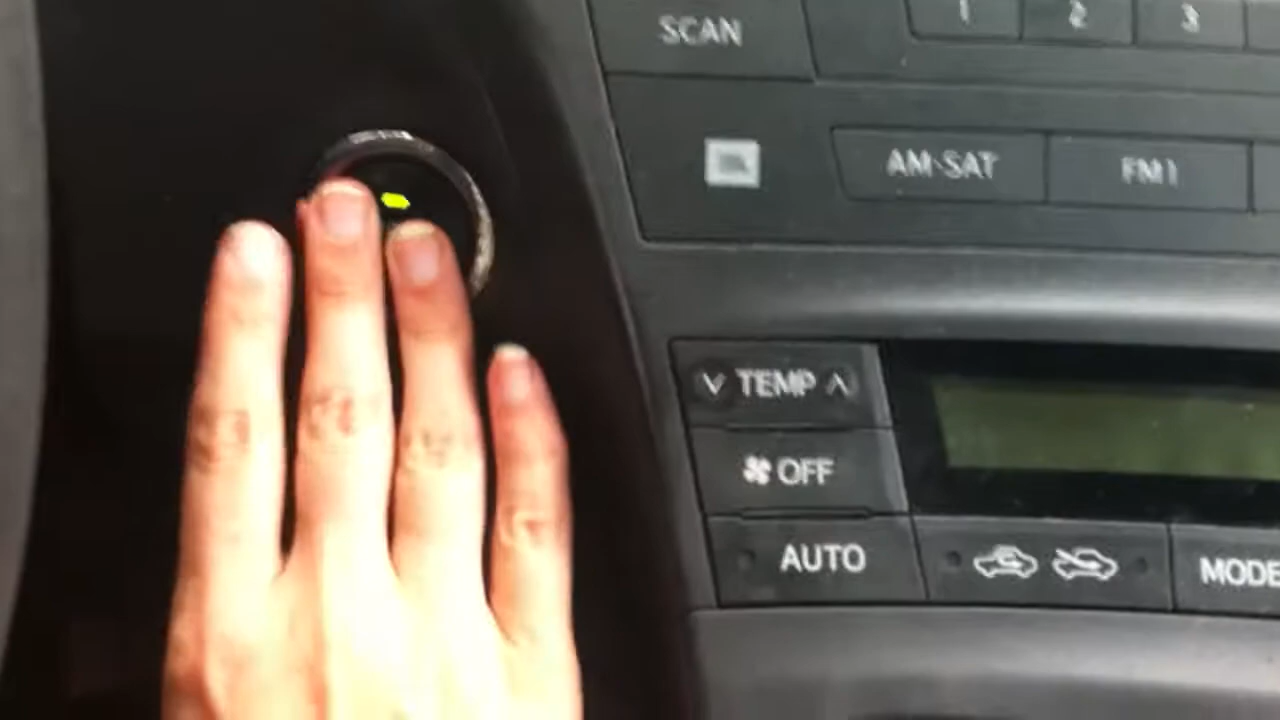 SCAN
1 2 3
AM·SAT FM1
∨ TEMP ∧
OFF
AUTO
MODE